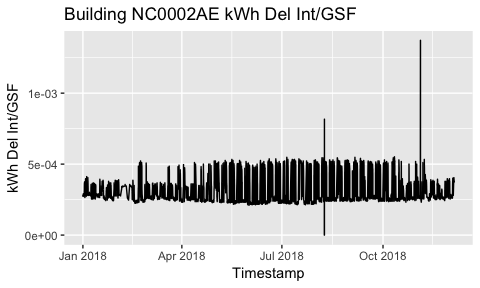 Building NC0002AE kWh Del Int/GSF
kWh Del Int/GSF
1e-03
5e-04
0e+00
Jan 2018 Apr 2018 Jul 2018 Oct 2018
Timestamp